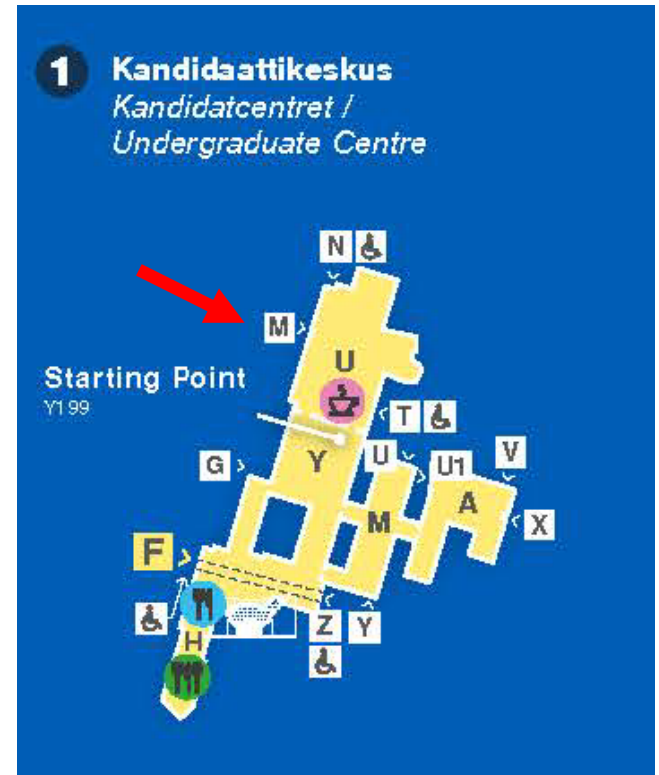 1 Kandidaattikeskus
Kandidatcentret /
Undergraduate Centre
N
M
U
Starting Point
Y199
T
G
Y
U
U1
V
A
M
X
F
Z
Y
H